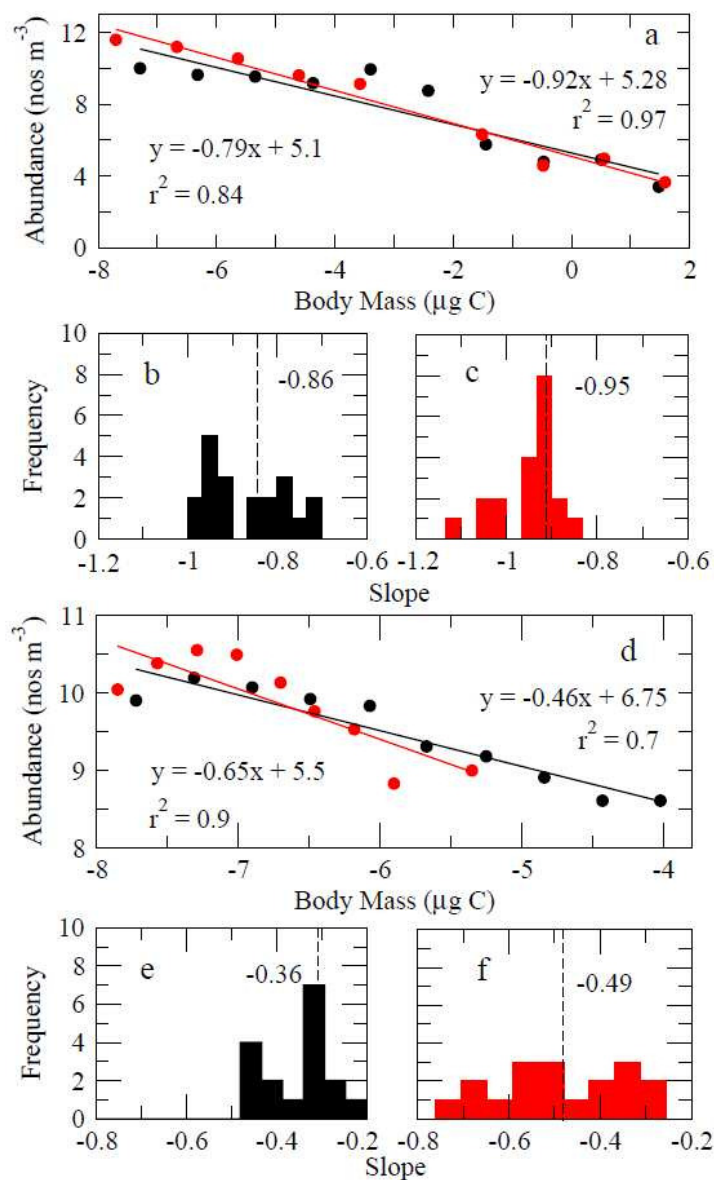 a
12
8
4
0
Abundance (nos m⁻³)
y = -0.92x + 5.28
r² = 0.97
y = -0.79x + 5.1
r² = 0.84
-8 -6 -4 -2 0 2
Body Mass (µg C)
b
c
10
8
6
4
2
0
Frequency
-0.86
-0.95
-1.2 -1 -0.8 -0.6
-1.2 -1 -0.8 -0.6
Slope
d
11
10
9
8
Abundance (nos m⁻³)
y = -0.46x + 6.75
r² = 0.7
y = -0.65x + 5.5
r² = 0.9
-8 -7 -6 -5 -4
Body Mass (µg C)
e
f
10
8
6
4
2
0
Frequency
-0.36
-0.49
-0.8 -0.6 -0.4 -0.2
-0.8 -0.6 -0.4 -0.2
Slope